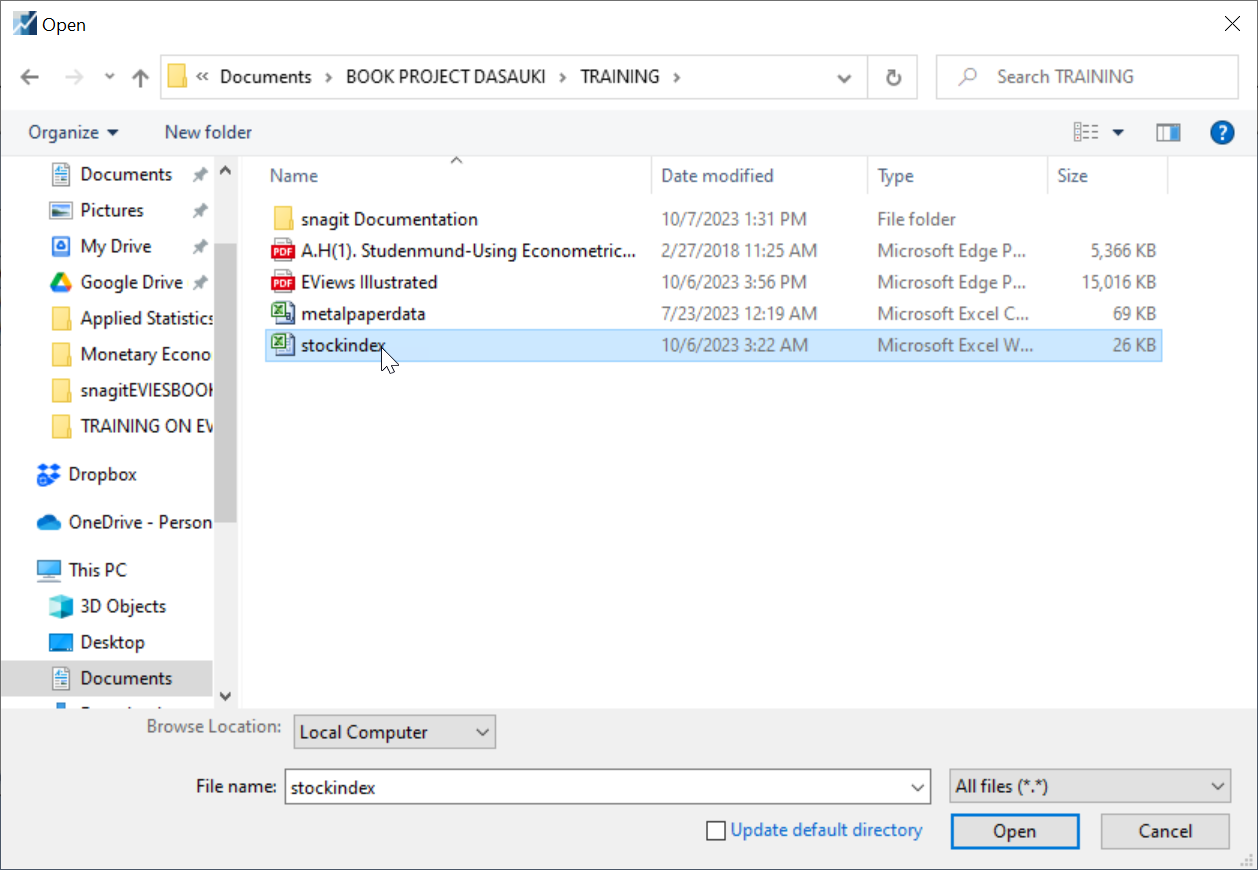 Open
« Documents › BOOK PROJECT DASAUKI › TRAINING ›
Search TRAINING
Organize
New folder
?
Documents
Pictures
My Drive
Google Drive
Applied Statistics
Monetary Econo
snagitEVIESBOOK
TRAINING ON EV
Dropbox
OneDrive - Person
This PC
3D Objects
Desktop
Documents
Name Date modified Type Size
snagit Documentation 10/7/2023 1:31 PM File folder
PDF A.H(1). Studenmund-Using Econometric... 2/27/2018 11:25 AM Microsoft Edge P... 5,366 KB
PDF EViews Illustrated 10/6/2023 3:56 PM Microsoft Edge P... 15,016 KB
metalpaperdata 7/23/2023 12:19 AM Microsoft Excel C... 69 KB
stockindex 10/6/2023 3:22 AM Microsoft Excel W... 26 KB
Browse Location: Local Computer
File name: stockindex All files (*.*)
Update default directory
Open Cancel